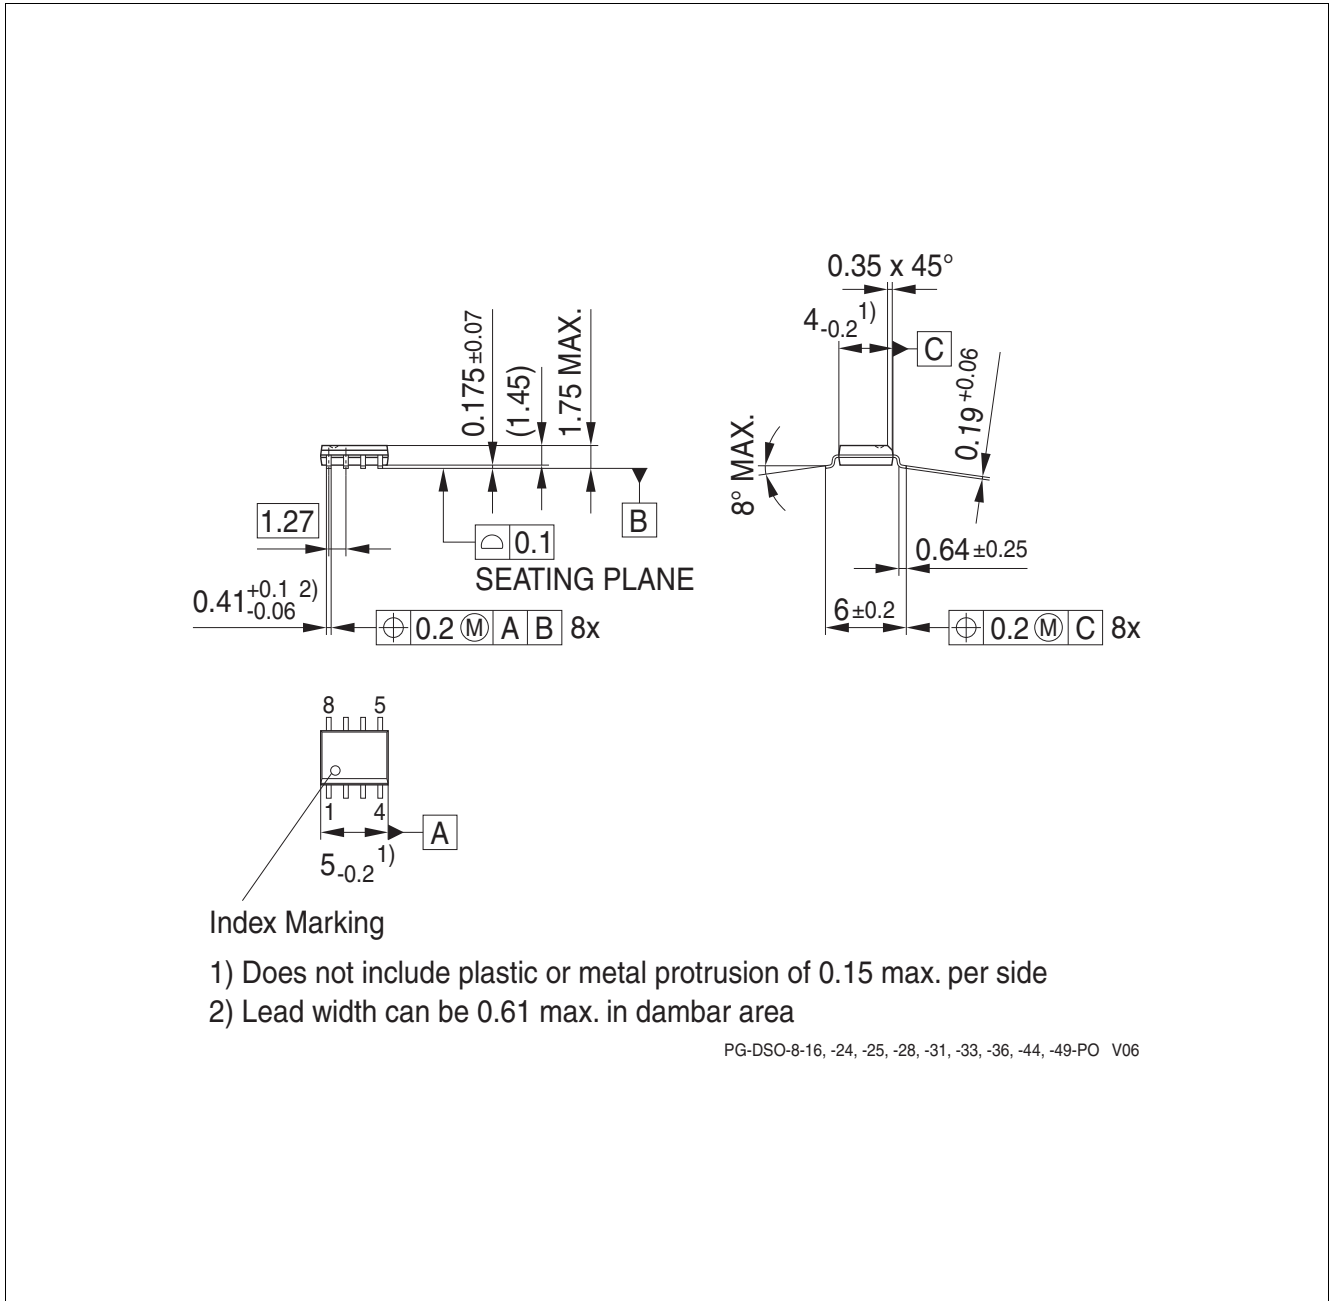 0.35 x 45°
4-0.2 1)
C
0.175 ±0.07
(1.45)
1.75 MAX.
0.19 +0.06
8° MAX.
1.27
B
0.1
SEATING PLANE
0.64 ±0.25
0.41 +0.1 -0.06 2)
0.2 Ⓜ A B 8x
6 ±0.2
0.2 Ⓜ C 8x
8 5
1 4
A
5-0.2 1)
Index Marking
1) Does not include plastic or metal protrusion of 0.15 max. per side
2) Lead width can be 0.61 max. in dambar area
PG-DSO-8-16, -24, -25, -28, -31, -33, -36, -44, -49-PO V06